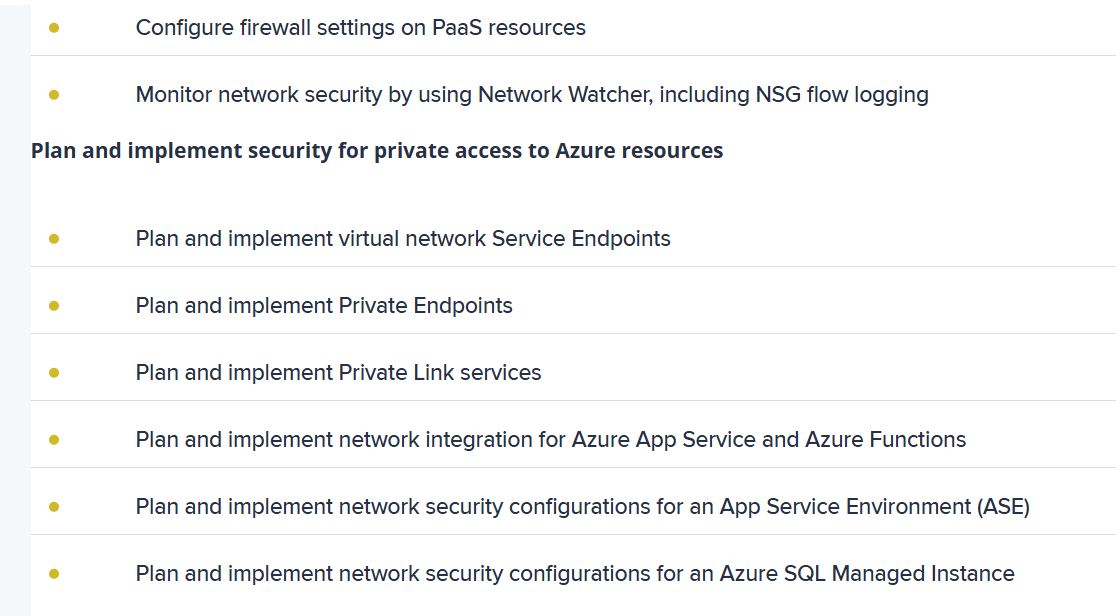 Configure firewall settings on PaaS resources
Monitor network security by using Network Watcher, including NSG flow logging
Plan and implement security for private access to Azure resources
Plan and implement virtual network Service Endpoints
Plan and implement Private Endpoints
Plan and implement Private Link services
Plan and implement network integration for Azure App Service and Azure Functions
Plan and implement network security configurations for an App Service Environment (ASE)
Plan and implement network security configurations for an Azure SQL Managed Instance